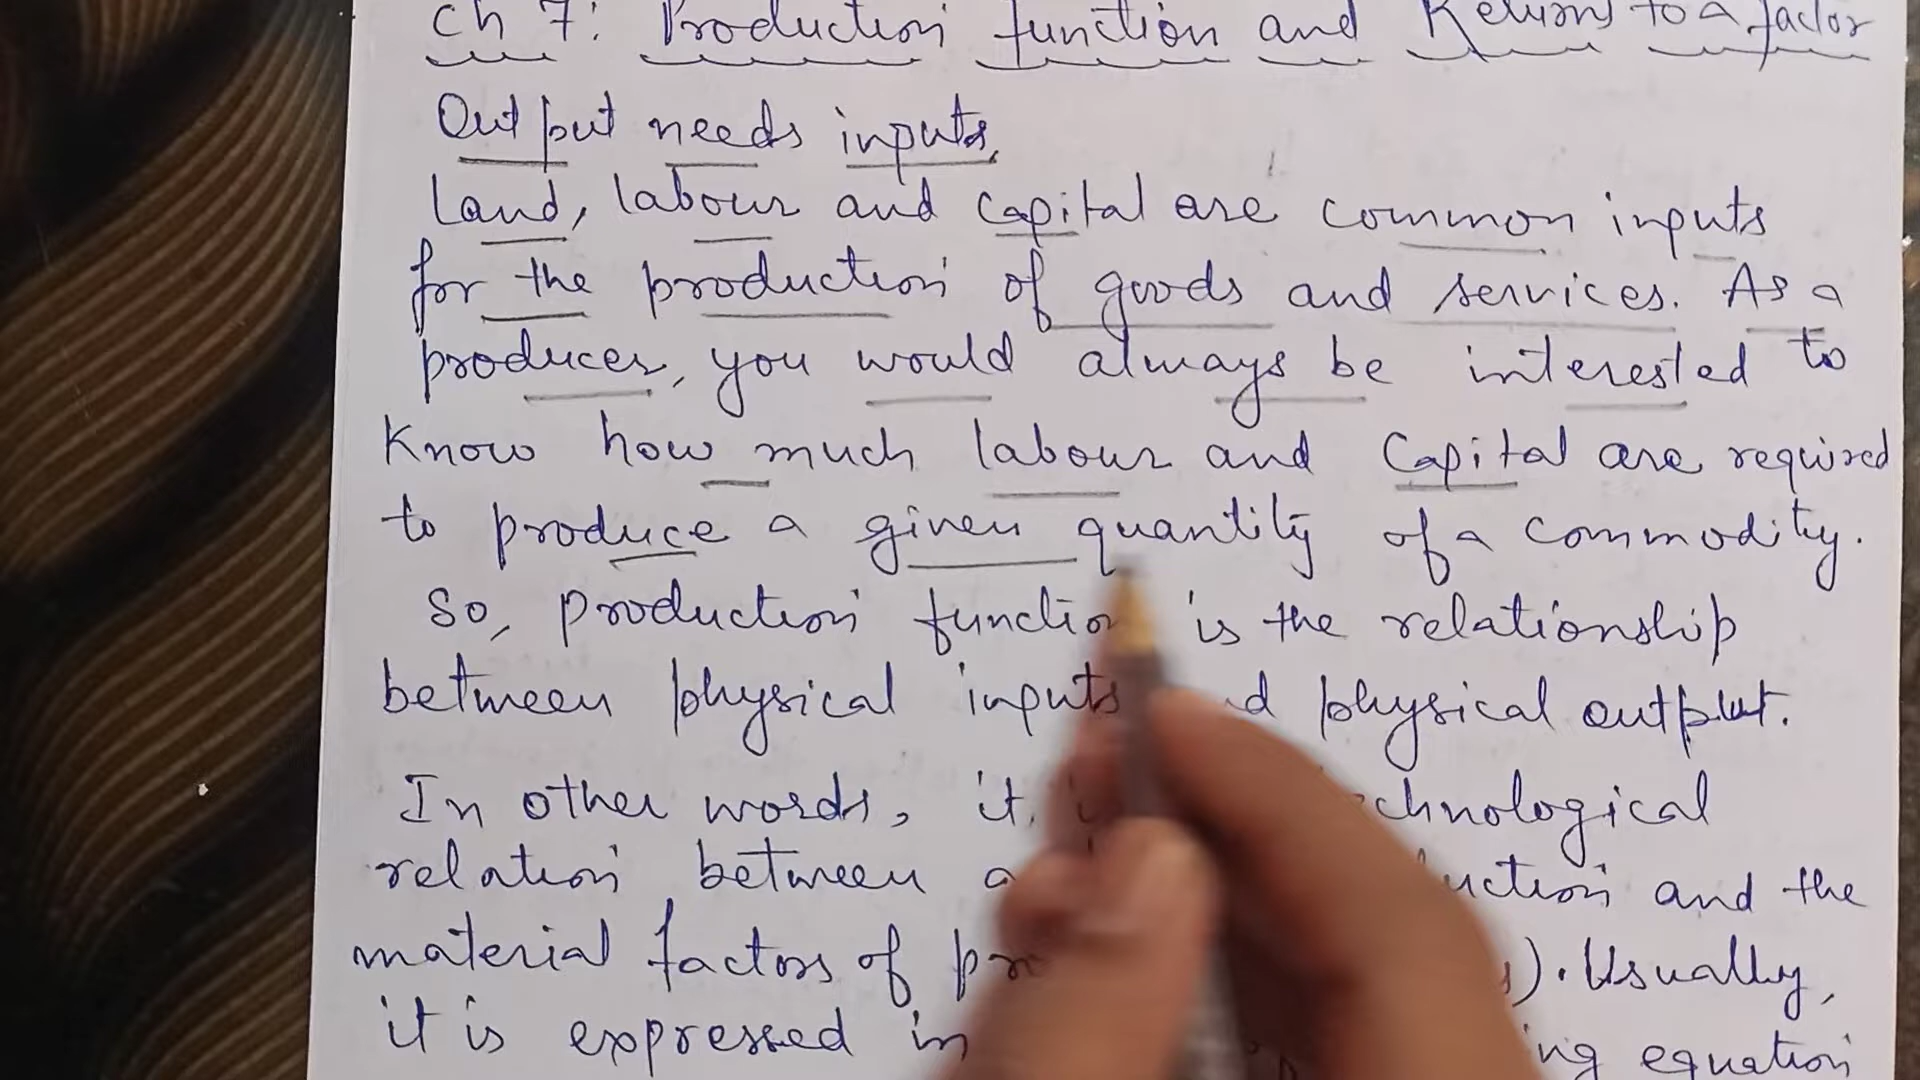 Ch 7: Production function and Returns to a factor
Output needs inputs,
Land, labour and capital are common inputs
for the production of goods and services. As a
producer, you would always be interested to
Know how much labour and Capital are required
to produce a given quantity of a commodity.
So, production function is the relationship
between physical inputs and physical output.
In other words, it technological
relation between and the
material factors of Usually,
it is expressed in equation